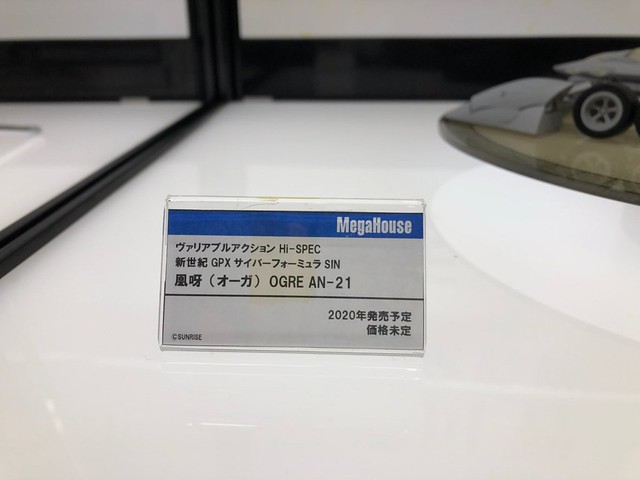 MegaHouse
ヴァリアブルアクション Hi-SPEC
新世紀 GPX サイバーフォーミュラ SIN
凰呀（オーガ）OGRE AN-21
2020年発売予定
価格未定
©SUNRISE